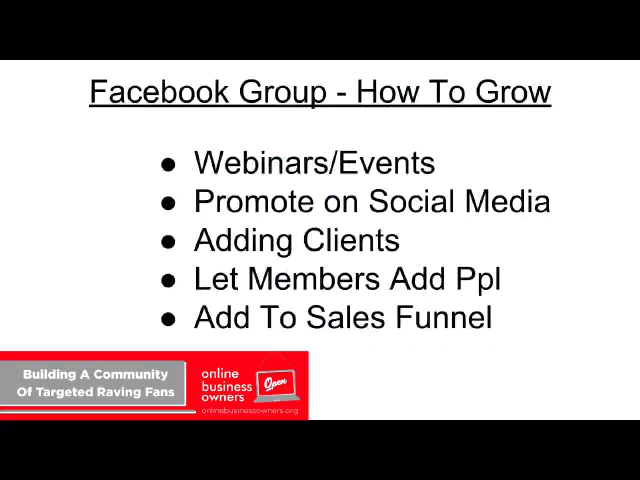 Facebook Group - How To Grow
● Webinars/Events
● Promote on Social Media
● Adding Clients
● Let Members Add Ppl
● Add To Sales Funnel
Building A Community
Of Targeted Raving Fans
online
business
owners
Open
onlinebusinessowners.org